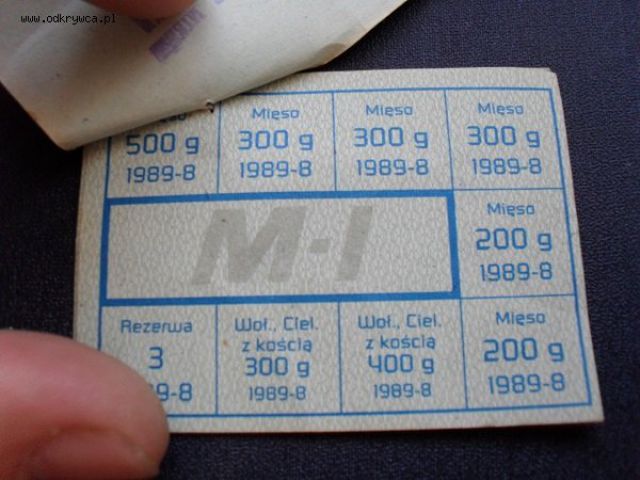 www.odkrywca.pl
500 g
1989-8
Mięso
300 g
1989-8
Mięso
300 g
1989-8
Mięso
300 g
1989-8
M-I
Mięso
200 g
1989-8
Rezerwa
3
9-8
Woł., Ciel.
z kością
300 g
1989-8
Woł., Ciel.
z kością
400 g
1989-8
Mięso
200 g
1989-8